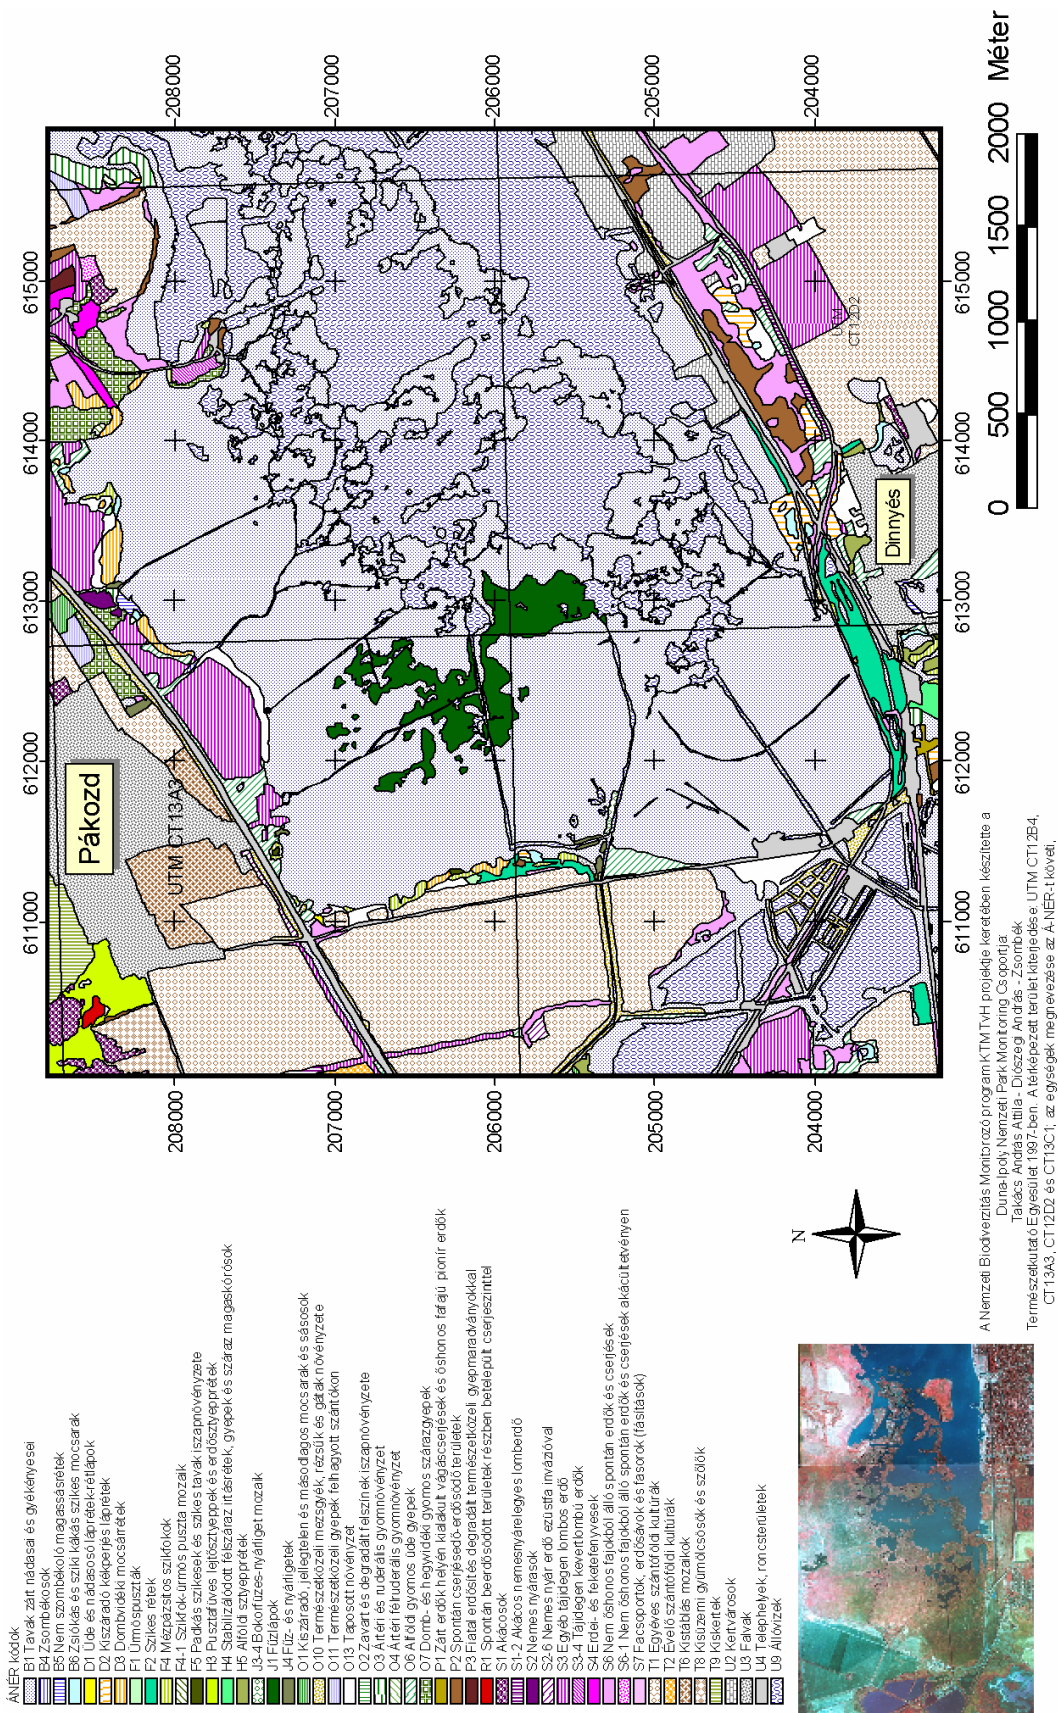 ÁNÉR kódok
B1 Tavak zárt nádasai és gyékényesei
B4 Zsombékosok
B5 Nem zsombékoló magassásrétek
B6 Zsiókás és sziki kákás szikes mocsarak
D1 Üde és nádasosó láprétek-rétlápok
D2 Kiszáradó kékperjés láprétek
D3 Dombvidéki mocsárrétek
F1 Ürmöspuszták
F2 Szikes rétek
F4 Mézpázsitos szikfokok
F4-1 Szikfok-ürmös puszta mozaik
F5 Padkás szikesek és szikes tavak iszapnövényzete
H3 Pusztafüves lejtősztyeppek és erdősztyepprétek
H4 Stabilizálódott félszáraz irtásrétek, gyepek és száraz magaskórósok
H5 Alföldi sztyepprétek
J3-4 Bokorfüzes-nyárliget mozaik
J1 Fűzlápok
J4 Fűz- és nyárligetek
O1 Kiszáradó, jellegtelen és másodlagos mocsarak és sásosok
O10 Természetközeli mezsgyék, rézsűk és gátak növényzete
O11 Természetközeli gyepek felhagyott szántókon
O13 Taposott növényzet
O2 Zavart és degradált felszínek iszapnövényzete
O3 Ártéri és ruderális gyomnövényzet
O4 Ártéri félruderális gyomnövényzet
O6 Alföldi gyomos üde gyepek
O7 Domb- és hegyvidéki gyomos szárazgyepek
P1 Zárt erdők helyén kialakult vágáscserjések és őshonos fafajú pionír erdők
P2 Spontán cserjésedő-erdősödő területek
P3 Fiatal erdősítés degradált természetközeli gyepmaradványokkal
R1 Spontán beerdősödött területek részben betelepült cserjeszinttel
S1 Akácosok
S1-2 Akácos nemesnyárelegyes lomberdő
S2 Nemes nyárasok
S2-6 Nemes nyár erdő ezüstfa invázióval
S3 Egyéb tájidegen lombos erdő
S3-4 Tájidegen kevertlombú erdők
S4 Erdei- és feketefenyvesek
S6 Nem őshonos fajokból álló spontán erdők és cserjések
S6-1 Nem őshonos fajokból álló spontán erdők és cserjések akácültetvényen
S7 Facsoportok, erdősávok és fasorok (fásítások)
T1 Egyéves szántóföldi kultúrák
T2 Évelő szántóföldi kultúrák
T6 Kistáblás mozaikok
T8 Kisüzemi gyümölcsösök és szőlők
T9 Kiskertek
U2 Kertvárosok
U3 Falvak
U4 Telephelyek, roncsterületek
U9 Állóvizek
611000
612000
613000
614000
615000
208000
207000
206000
205000
204000
208000
207000
206000
205000
204000
611000
612000
613000
614000
615000
Pákozd
UTM CT13A3
Dinnyés
UTM
CT12D2
0 500 1000 1500 2000 Méter
N
A Nemzeti Biodiverzitás Monitorozó program KTM TvH projektje keretében készítette a
Duna-Ipoly Nemzeti Park Monitoring Csoportja:
Takács András Attila - Diószegi András - Zsombék
Természetkutató Egyesület 1997-ben. A térképezett terület kiterjedése: UTM CT12B4,
CT13A3, CT12D2 és CT13C1; az egységek megnevezése az Á-NÉR-t követi,